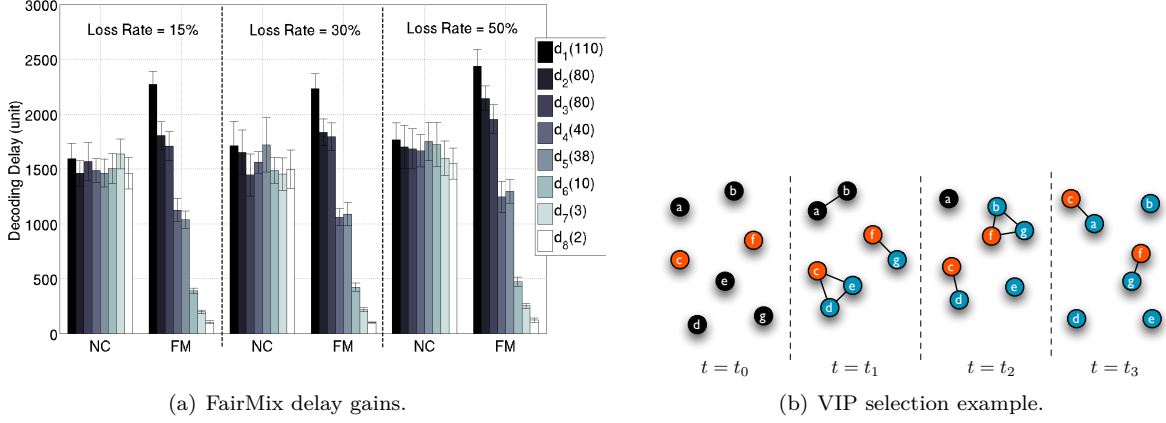 3000
Loss Rate = 15%
Loss Rate = 30%
Loss Rate = 50%
2500
2000
1500
1000
500
0
Decoding Delay (unit)
d1(110)
d2(80)
d3(80)
d4(40)
d5(38)
d6(10)
d7(3)
d8(2)
NC FM NC FM NC FM
(a) FairMix delay gains.
a b c f e d g
t = t0
a b f g c e d
t = t1
a b f g c d e
t = t2
c a b f g d e
t = t3
(b) VIP selection example.